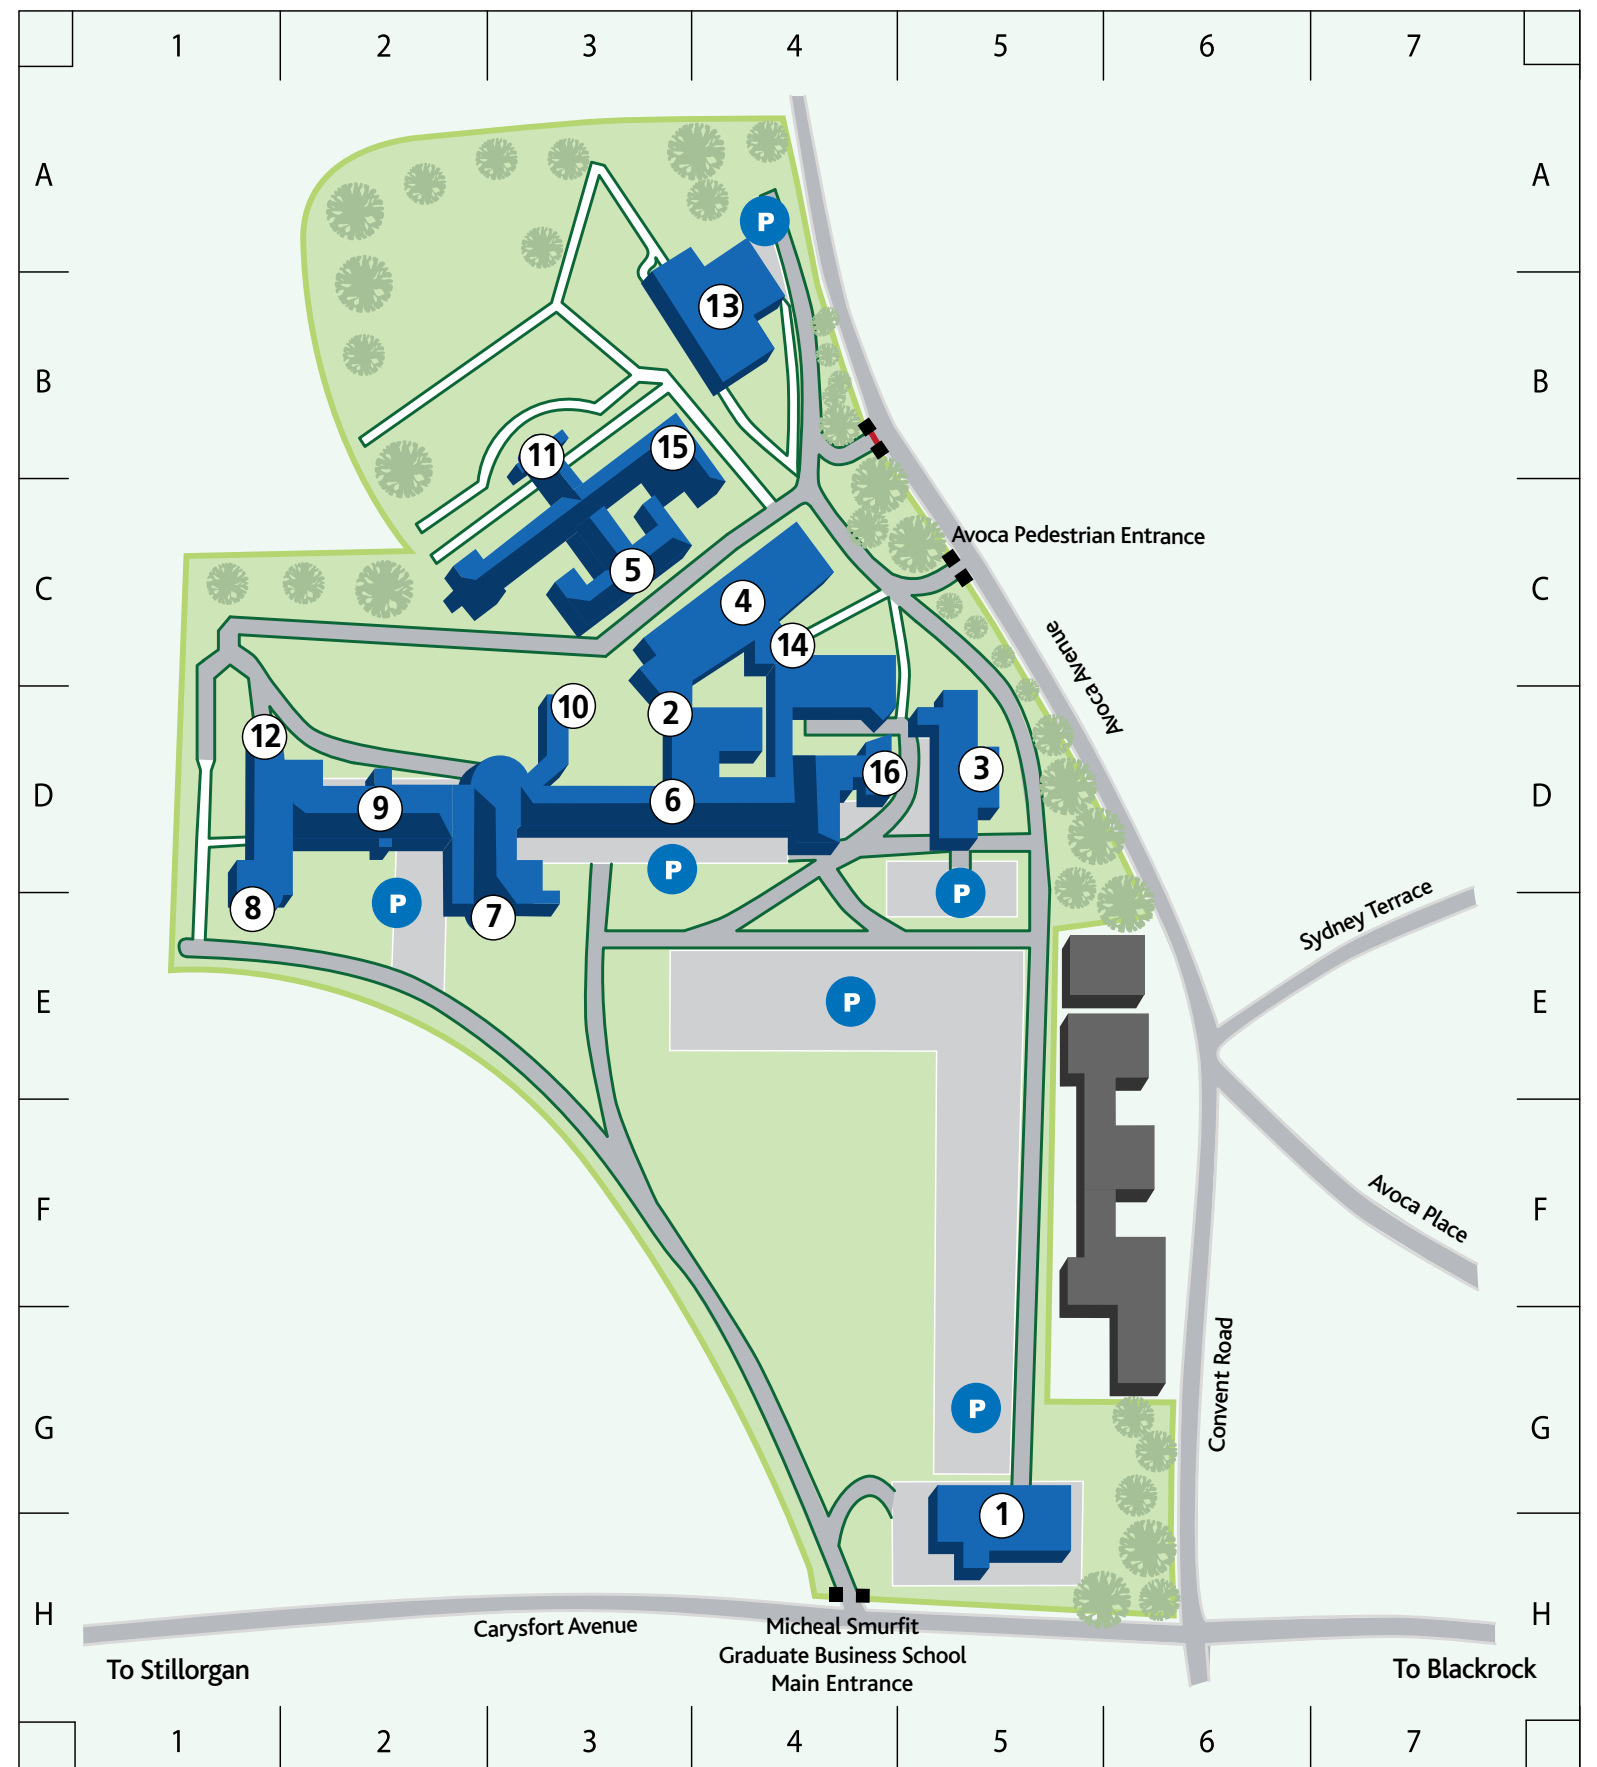 1 2 3 4 5 6 7
A A
P
13
B B
15
11
Avoca Pedestrian Entrance
5
C C
4
14
Avoca Avenue
10
2
12
3
16
D D
6
9
P
P
P
8
7
Sydney Terrace
E E
P
Avoca Place
F F
Convent Road
P
G G
1
H H
Carysfort Avenue
Micheal Smurfit
Graduate Business School
Main Entrance
To Stillorgan
To Blackrock
1 2 3 4 5 6 7